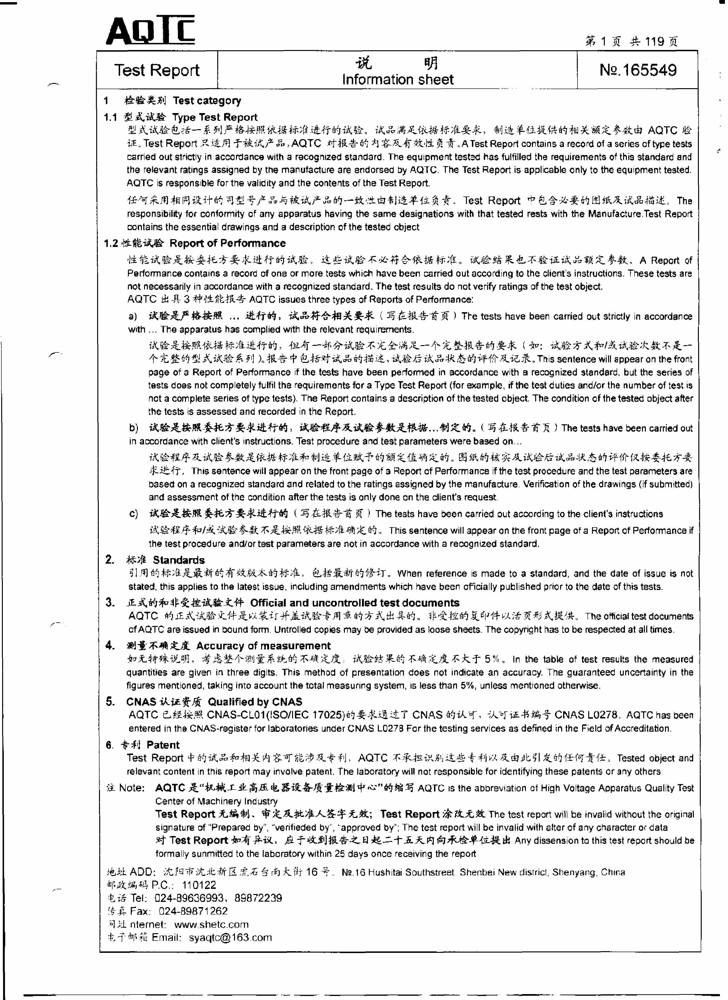 AQTC
第 1 页 共 119 页
Test Report
说 明
Information sheet
№.165549
1 检验类别 Test category
1.1 型式试验 Type Test Report
型式试验包括一系列严格按照依据标准进行的试验。试品满足依据标准要求，制造单位提供的相关额定参数由 AQTC 验
证。Test Report 只适用于被试产品,AQTC 对报告的内容及有效性负责。A Test Report contains a record of a series of type tests
carried out strictly in accordance with a recognized standard. The equipment tested has fulfilled the requirements of this standard and
the relevant ratings assigned by the manufacture are endorsed by AQTC. The Test Report is applicable only to the equipment tested.
AQTC is responsible for the validity and the contents of the Test Report.
任何采用相同设计的同型号产品与被试产品的一致性由制造单位负责。Test Report 中包含必要的图纸及试品描述。The
responsibility for conformity of any apparatus having the same designations with that tested rests with the Manufacture.Test Report
contains the essential drawings and a description of the tested object
1.2 性能试验 Report of Performance
性能试验是按委托方要求进行的试验。这些试验不必符合依据标准。试验结果也不验证试品额定参数。A Report of
Performance contains a record of one or more tests which have been carried out according to the client's instructions. These tests are
not necessarily in accordance with a recognized standard. The test results do not verify ratings of the test object.
AQTC 出具 3 种性能报告 AQTC issues three types of Reports of Performance:
a) 试验是严格按照 … 进行的，试品符合相关要求（写在报告首页）The tests have been carried out strictly in accordance
with ... The apparatus has complied with the relevant requirements.
试验是按照依据标准进行的，但有一部分试验不完全满足一个完整报告的要求（如：试验方式和/或试验次数不是一
个完整的型式试验系列）。报告中包括对试品的描述、试验后试品状态的评价及记录。This sentence will appear on the front
page of a Report of Performance if the tests have been performed in accordance with a recognized standard, but the series of
tests does not completely fulfil the requirements for a Type Test Report (for example, if the test duties and/or the number of test is
not a complete series of type tests). The Report contains a description of the tested object. The condition of the tested object after
the tests is assessed and recorded in the Report.
b) 试验是按照委托方要求进行的，试验程序及试验参数是根据…制定的。（写在报告首页）The tests have been carried out
in accordance with client's instructions. Test procedure and test parameters were based on...
试验程序及试验参数是依据标准和制造单位赋予的额定值确定的。图纸的核实及试验后试品状态的评价仅按委托方要
求进行。This sentence will appear on the front page of a Report of Performance if the test procedure and the test parameters are
based on a recognized standard and related to the ratings assigned by the manufacture. Verification of the drawings (if submitted)
and assessment of the condition after the tests is only done on the client's request.
c) 试验是按照委托方要求进行的（写在报告首页）The tests have been carried out according to the client's instructions
试验程序和/或试验参数不是按照依据标准确定的。This sentence will appear on the front page of a Report of Performance if
the test procedure and/or test parameters are not in accordance with a recognized standard.
2. 标准 Standards
引用的标准是最新的有效版本的标准，包括最新的修订。When reference is made to a standard, and the date of issue is not
stated, this applies to the latest issue, including amendments which have been officially published prior to the date of this tests.
3. 正式的和非受控试验文件 Official and uncontrolled test documents
AQTC 的正式试验文件是以装订并盖试验专用章的方式出具的。非受控的复印件以活页形式提供。The official test documents
of AQTC are issued in bound form. Untrolled copies may be provided as loose sheets. The copyright has to be respected at all times.
4. 测量不确定度 Accuracy of measurement
如无特殊说明，考虑整个测量系统的不确定度，试验结果的不确定度不大于 5%。In the table of test results the measured
quantities are given in three digits. This method of presentation does not indicate an accuracy. The guaranteed uncertainty in the
figures mentioned, taking into account the total measuring system, is less than 5%, unless mentioned otherwise.
5. CNAS 认证资质 Qualified by CNAS
AQTC 已经按照 CNAS-CL01(ISO/IEC 17025)的要求通过了 CNAS 的认可，认可证书编号 CNAS L0278. AQTC has been
entered in the CNAS-register for laboratories under CNAS L0278 For the testing services as defined in the Field of Accreditation.
6. 专利 Patent
Test Report 中的试品和相关内容可能涉及专利，AQTC 不承担识别这些专利以及由此引发的任何责任。Tested object and
relevant content in this report may involve patent. The laboratory will not responsible for identifying these patents or any others
注 Note: AQTC 是“机械工业高压电器设备质量检测中心”的缩写 AQTC is the abbreviation of High Voltage Apparatus Quality Test
Center of Machinery Industry
Test Report 无编制、审定及批准人签字无效；Test Report 涂改无效 The test report will be invalid without the original
signature of “Prepared by”, “verifieded by”, “approved by”; The test report will be invalid with alter of any character or data
对 Test Report 如有异议，应于收到报告之日起二十五天内向承检单位提出 Any dissension to this test report should be
formally sunmitted to the laboratory within 25 days once receiving the report
地址 ADD: 沈阳市沈北新区虎石台南大街 16 号。№.16 Hushitai Southstreet Shenbei New district, Shenyang, China
邮政编码 P.C.: 110122
电话 Tel: 024-89636993、89872239
传真 Fax: 024-89871262
网址 nternet: www.shetc.com
电子邮箱 Email: syaqtc@163.com